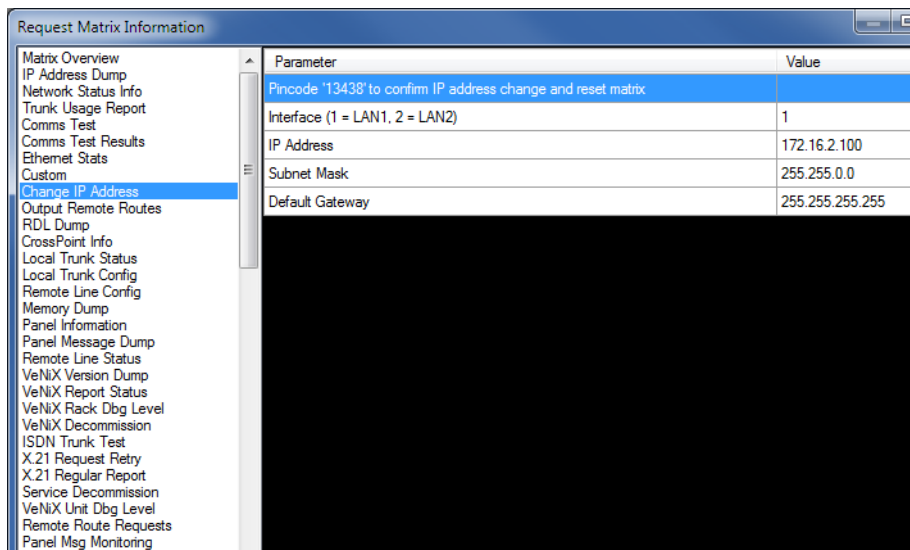 Request Matrix Information
Matrix Overview
IP Address Dump
Network Status Info
Trunk Usage Report
Comms Test
Comms Test Results
Ethernet Stats
Custom
Change IP Address
Output Remote Routes
RDL Dump
CrossPoint Info
Local Trunk Status
Local Trunk Config
Remote Line Config
Memory Dump
Panel Information
Panel Message Dump
Remote Line Status
VeNiX Version Dump
VeNiX Report Status
VeNiX Rack Dbg Level
VeNiX Decommission
ISDN Trunk Test
X.21 Request Retry
X.21 Regular Report
Service Decommission
VeNiX Unit Dbg Level
Remote Route Requests
Panel Msg Monitoring
Parameter Value
Pincode '13438' to confirm IP address change and reset matrix
Interface (1 = LAN1, 2 = LAN2) 1
IP Address 172.16.2.100
Subnet Mask 255.255.0.0
Default Gateway 255.255.255.255